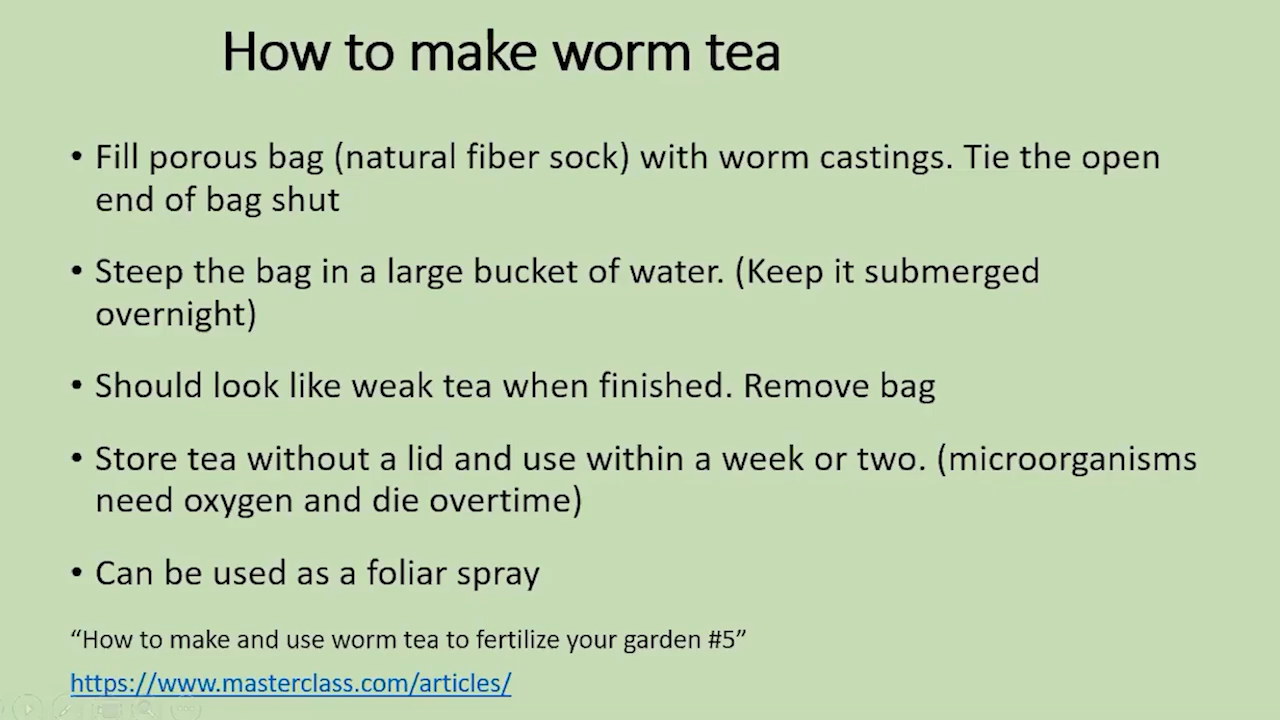 How to make worm tea
• Fill porous bag (natural fiber sock) with worm castings. Tie the open
end of bag shut
• Steep the bag in a large bucket of water. (Keep it submerged
overnight)
• Should look like weak tea when finished. Remove bag
• Store tea without a lid and use within a week or two. (microorganisms
need oxygen and die overtime)
• Can be used as a foliar spray
“How to make and use worm tea to fertilize your garden #5”
https://www.masterclass.com/articles/